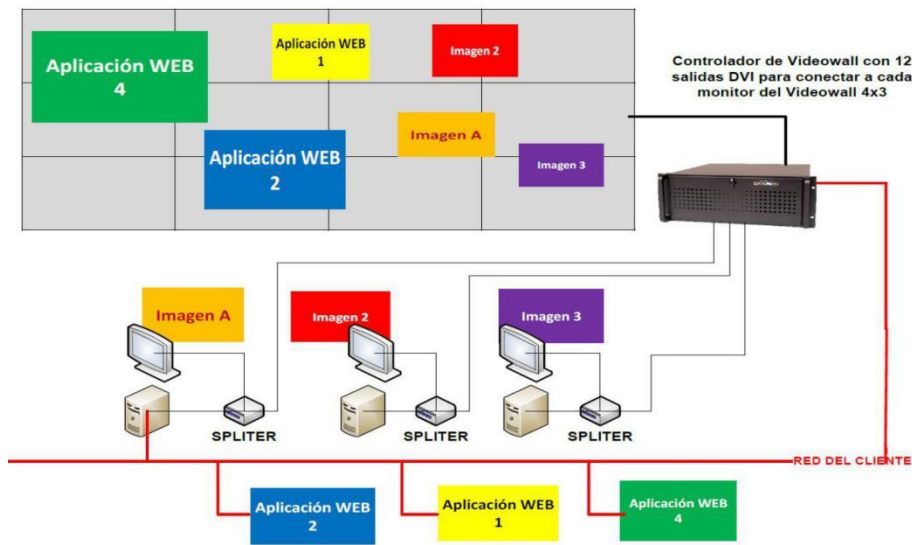 Aplicación WEB
4
Aplicación WEB
1
Imagen 2
Aplicación WEB
2
Imagen A
Imagen 3
Controlador de Videowall con 12
salidas DVI para conectar a cada
monitor del Videowall 4x3
Imagen A
Imagen 2
Imagen 3
SPLITER
SPLITER
SPLITER
RED DEL CLIENTE
Aplicación WEB
2
Aplicación WEB
1
Aplicación WEB
4